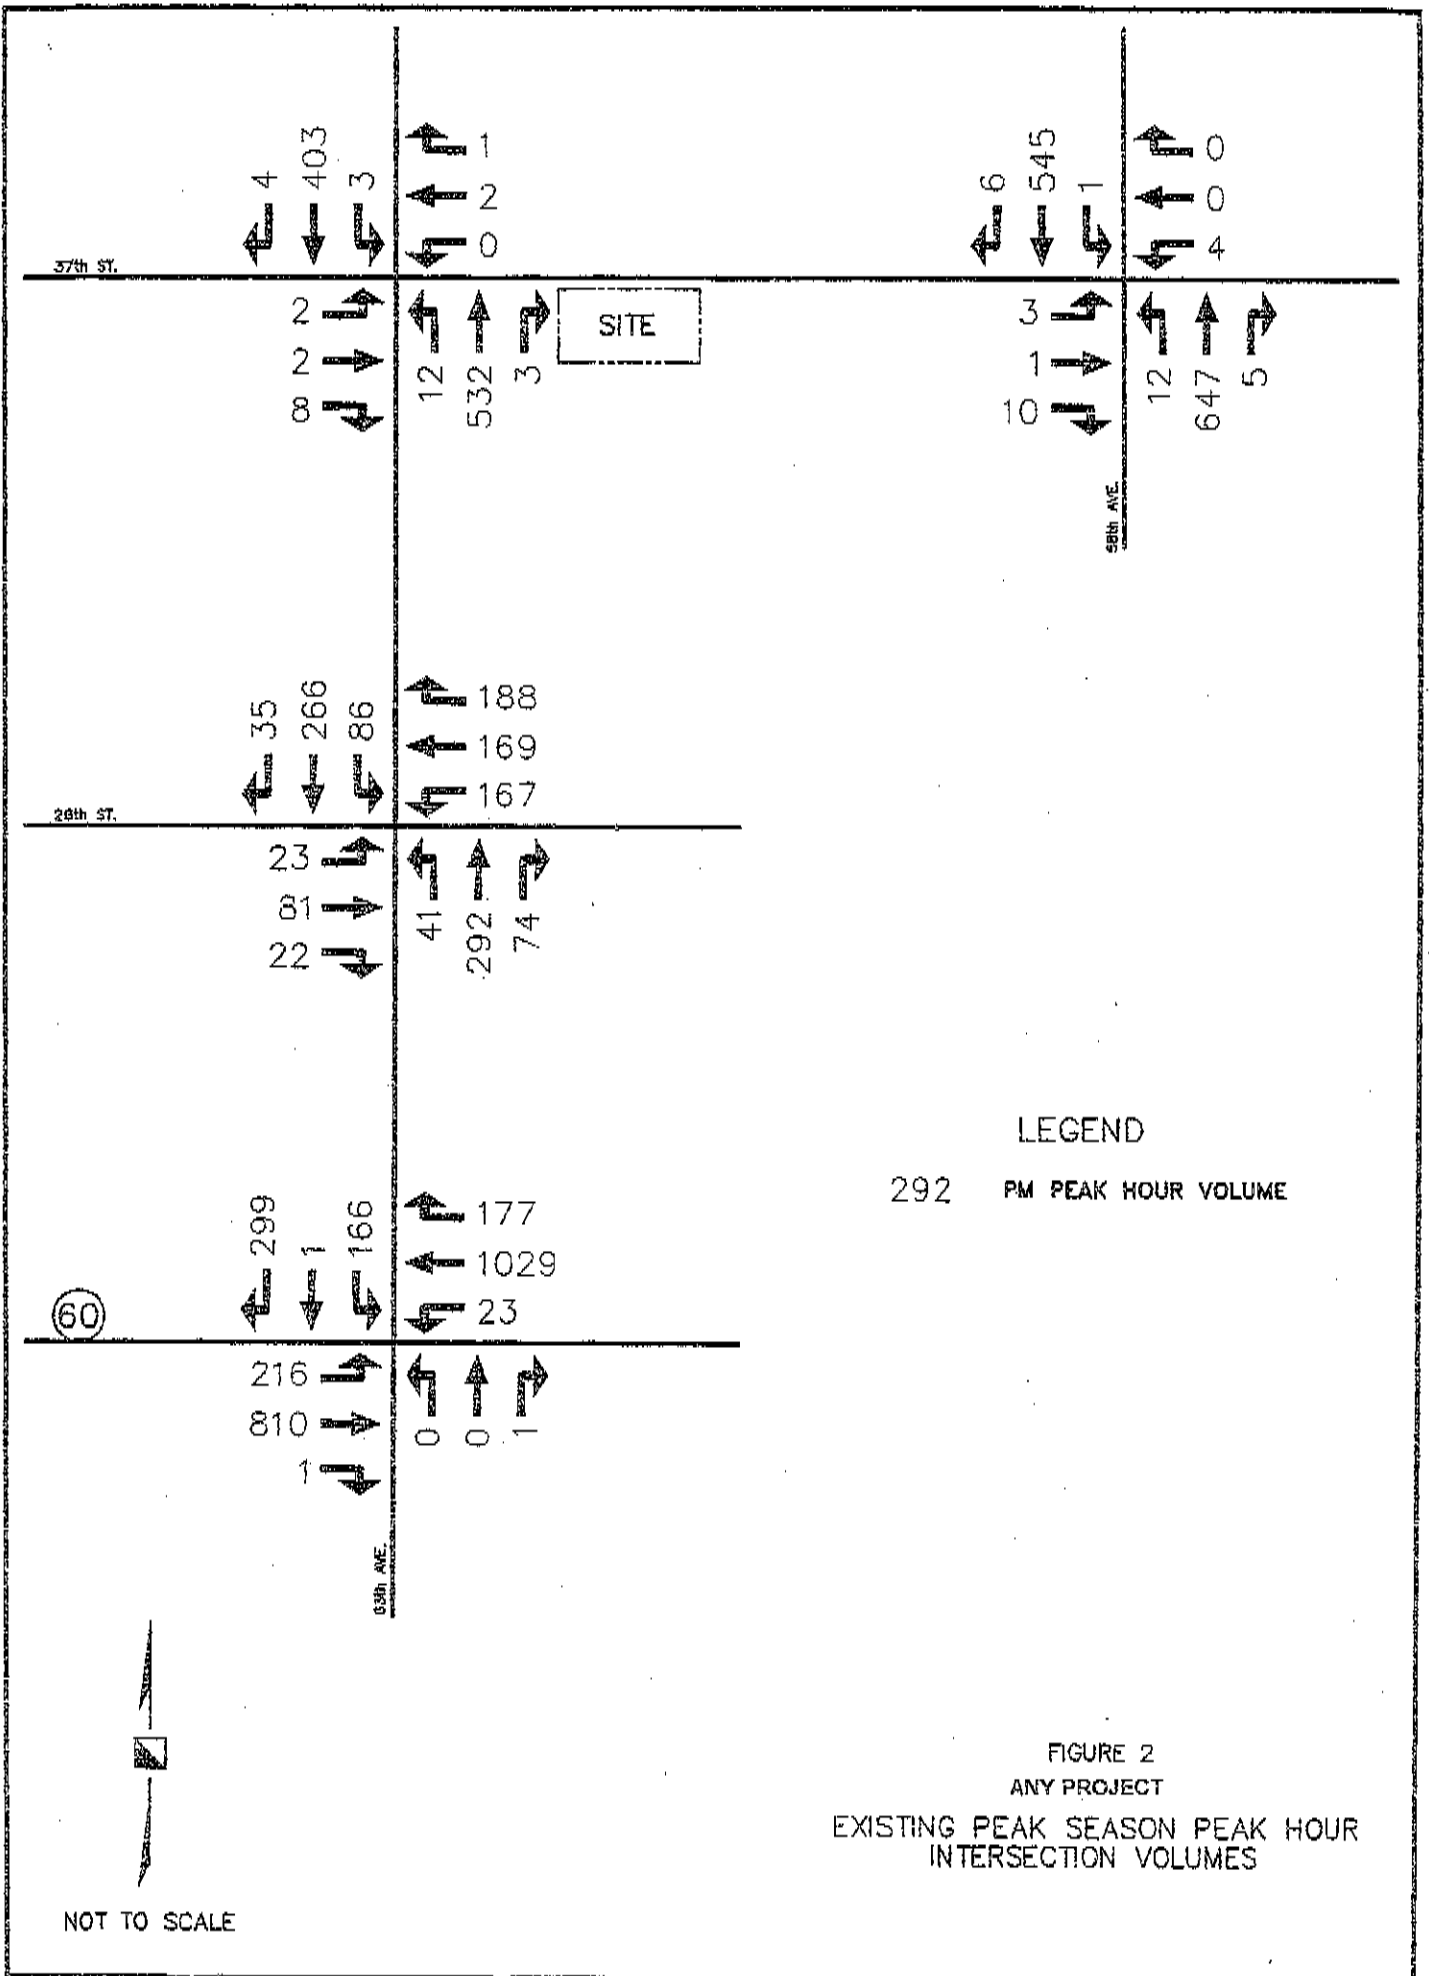 4 403 3
1
2
0
37th ST.
2
2
8
12 532 3
SITE
6 545 1
0
0
4
3
1
10
12 647 5
58th AVE.
35 266 86
188
169
167
26th ST.
23
81
22
41 292 74
LEGEND
292 PM PEAK HOUR VOLUME
299 1 166
177
1029
23
60
216
810
1
0 0 1
63th AVE.
FIGURE 2
ANY PROJECT
EXISTING PEAK SEASON PEAK HOUR
INTERSECTION VOLUMES
NOT TO SCALE